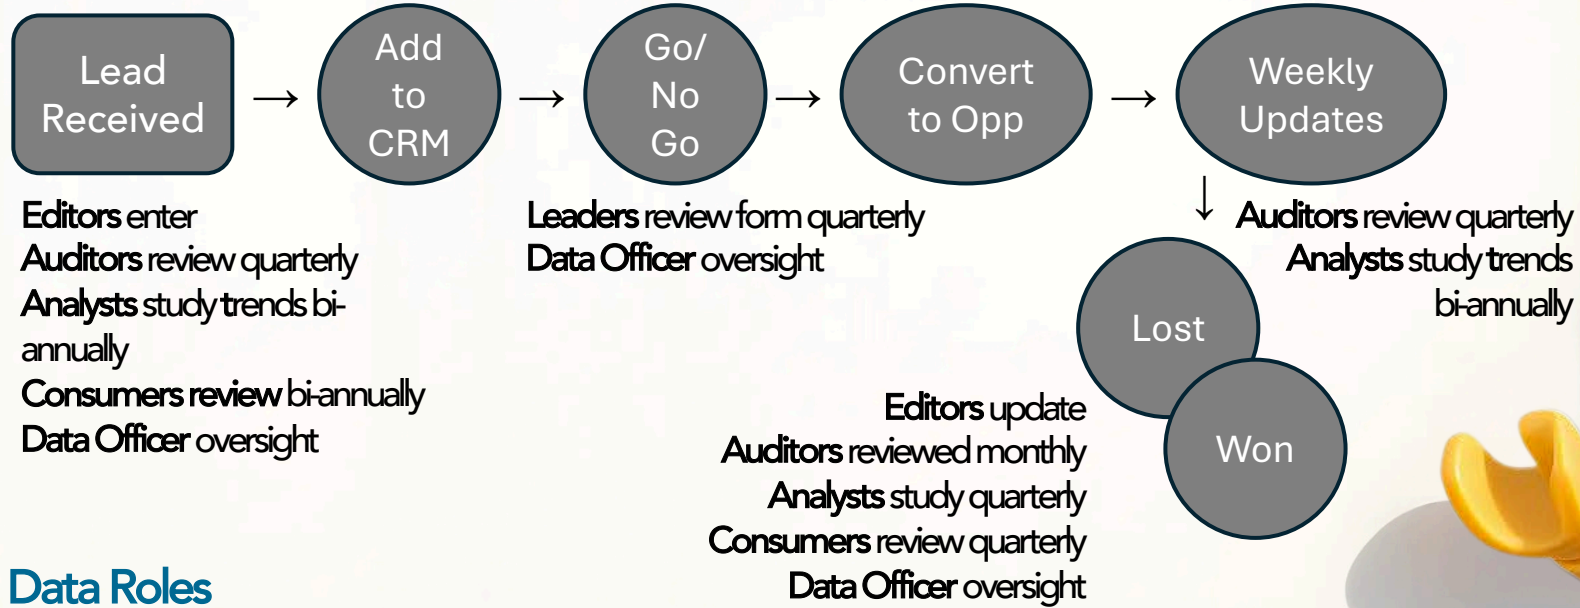 Lead
Received
→
Add
to
CRM
→
Go/
No
Go
→
Convert
to Opp
→
Weekly
Updates
↓
Editors enter
Auditors review quarterly
Analysts study trends bi-
annually
Consumers review bi-annually
Data Officer oversight
Leaders review form quarterly
Data Officer oversight
Auditors review quarterly
Analysts study trends
bi-annually
Lost
Won
Editors update
Auditors reviewed monthly
Analysts study quarterly
Consumers review quarterly
Data Officer oversight
Data Roles